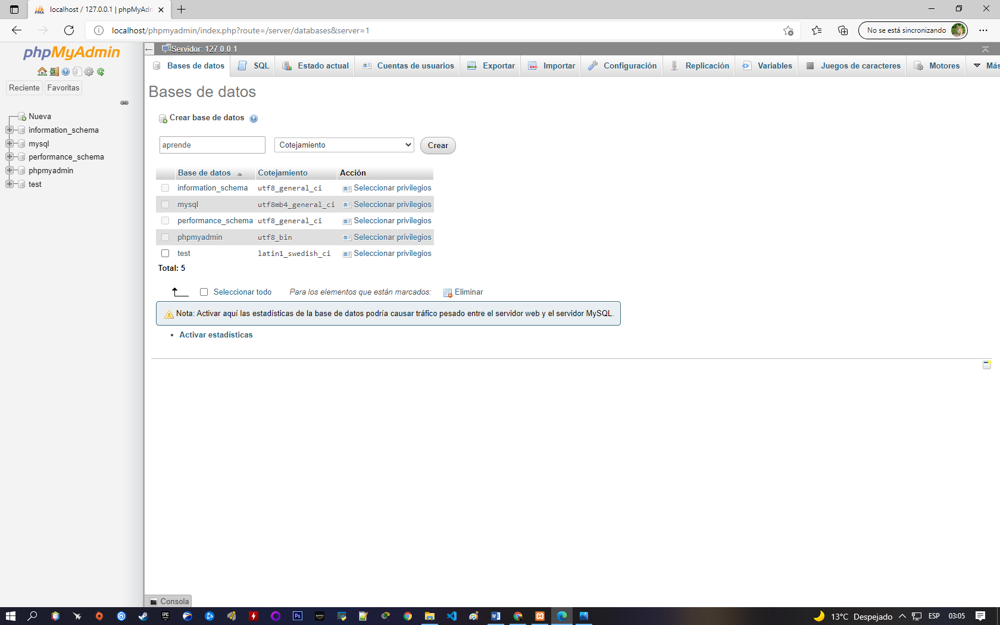 localhost / 127.0.0.1 | phpMyAdn
localhost/phpmyadmin/index.php?route=/server/databases&server=1
No se está sincronizando
phpMyAdmin
Servidor: 127.0.0.1
Bases de datos
SQL
Estado actual
Cuentas de usuarios
Exportar
Importar
Configuración
Replicación
Variables
Juegos de caracteres
Motores
Más
Reciente
Favoritas
Nueva
information_schema
mysql
performance_schema
phpmyadmin
test
Bases de datos
Crear base de datos
aprende
Cotejamiento
Crear
Base de datos Cotejamiento Acción
information_schema utf8_general_ci Seleccionar privilegios
mysql utf8mb4_general_ci Seleccionar privilegios
performance_schema utf8_general_ci Seleccionar privilegios
phpmyadmin utf8_bin Seleccionar privilegios
test latin1_swedish_ci Seleccionar privilegios
Total: 5
Seleccionar todo Para los elementos que están marcados: Eliminar
Nota: Activar aquí las estadísticas de la base de datos podría causar tráfico pesado entre el servidor web y el servidor MySQL.
Activar estadísticas
Consola
EPIC
Ps
13°C Despejado
ESP
03:05